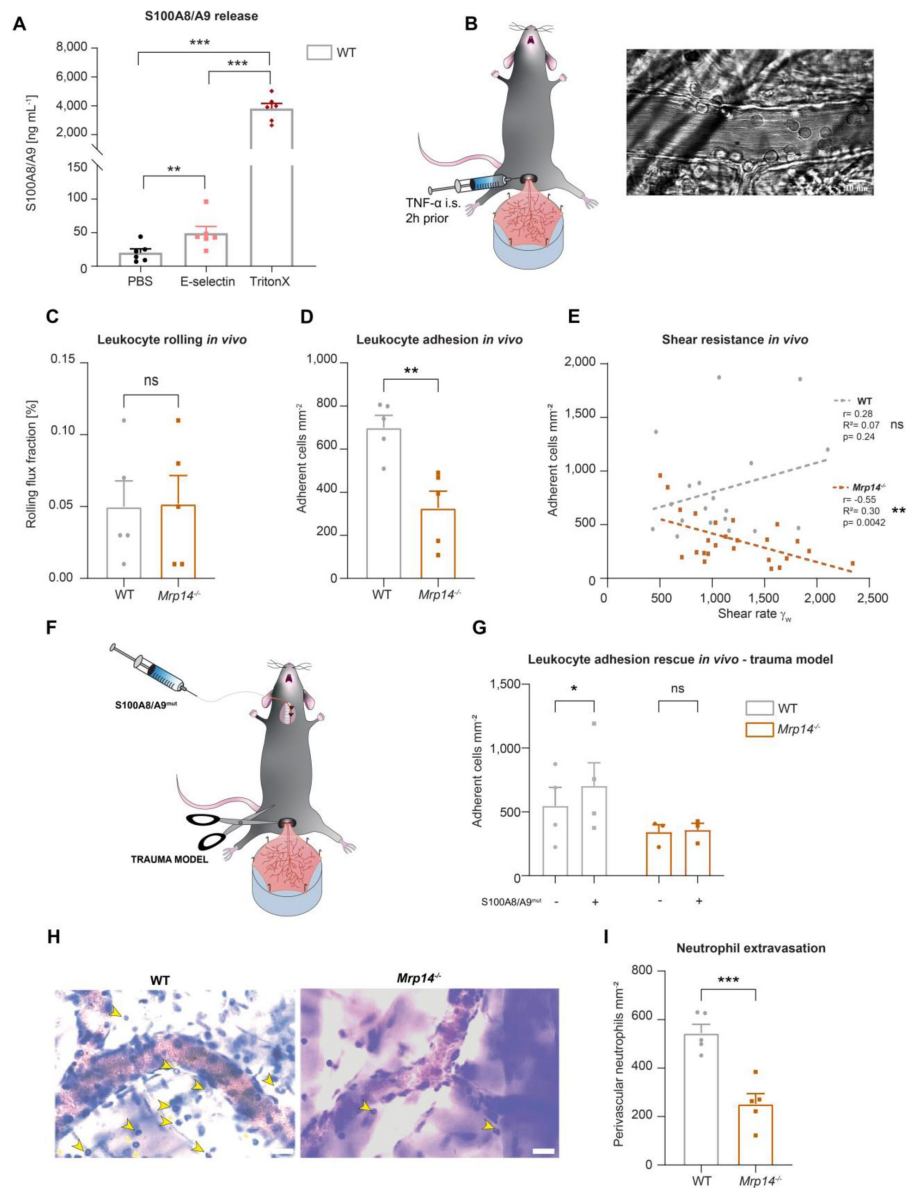 A
S100A8/A9 release
S100A8/A9 [ng mL⁻¹]
8,000
6,000
4,000
2,000
150
100
50
0
***
***
**
WT
PBS
E-selectin
TritonX
B
TNF-α i.s.
2h prior
C
Leukocyte rolling in vivo
Rolling flux fraction [%]
0.15
0.10
0.05
0.00
ns
WT
Mrp14⁻/⁻
D
Leukocyte adhesion in vivo
Adherent cells mm⁻²
1,000
800
600
400
200
0
**
WT
Mrp14⁻/⁻
E
Shear resistance in vivo
Adherent cells mm⁻²
2,000
1,500
1,000
500
0
WT
r= 0.28
R²= 0.07 ns
p= 0.24
Mrp14⁻/⁻
r= -0.55
R²= 0.30 **
p= 0.0042
0 500 1,000 1,500 2,000 2,500
Shear rate γw
F
S100A8/A9mut
TRAUMA MODEL
G
Leukocyte adhesion rescue in vivo - trauma model
Adherent cells mm⁻²
1,500
1,000
500
0
*
ns
WT
Mrp14⁻/⁻
S100A8/A9mut - + - +
H
WT
Mrp14⁻/⁻
I
Neutrophil extravasation
Perivascular neutrophils mm⁻²
800
600
400
200
0
***
WT
Mrp14⁻/⁻